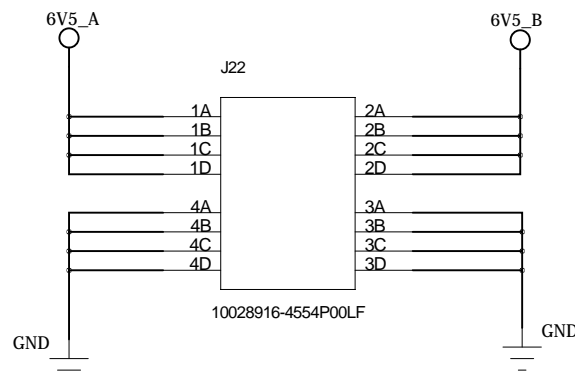 6V5_A
6V5_B
J22
1A
2A
1B
2B
1C
2C
1D
2D
4A
3A
4B
3B
4C
3C
4D
3D
10028916-4554P00LF
GND
GND